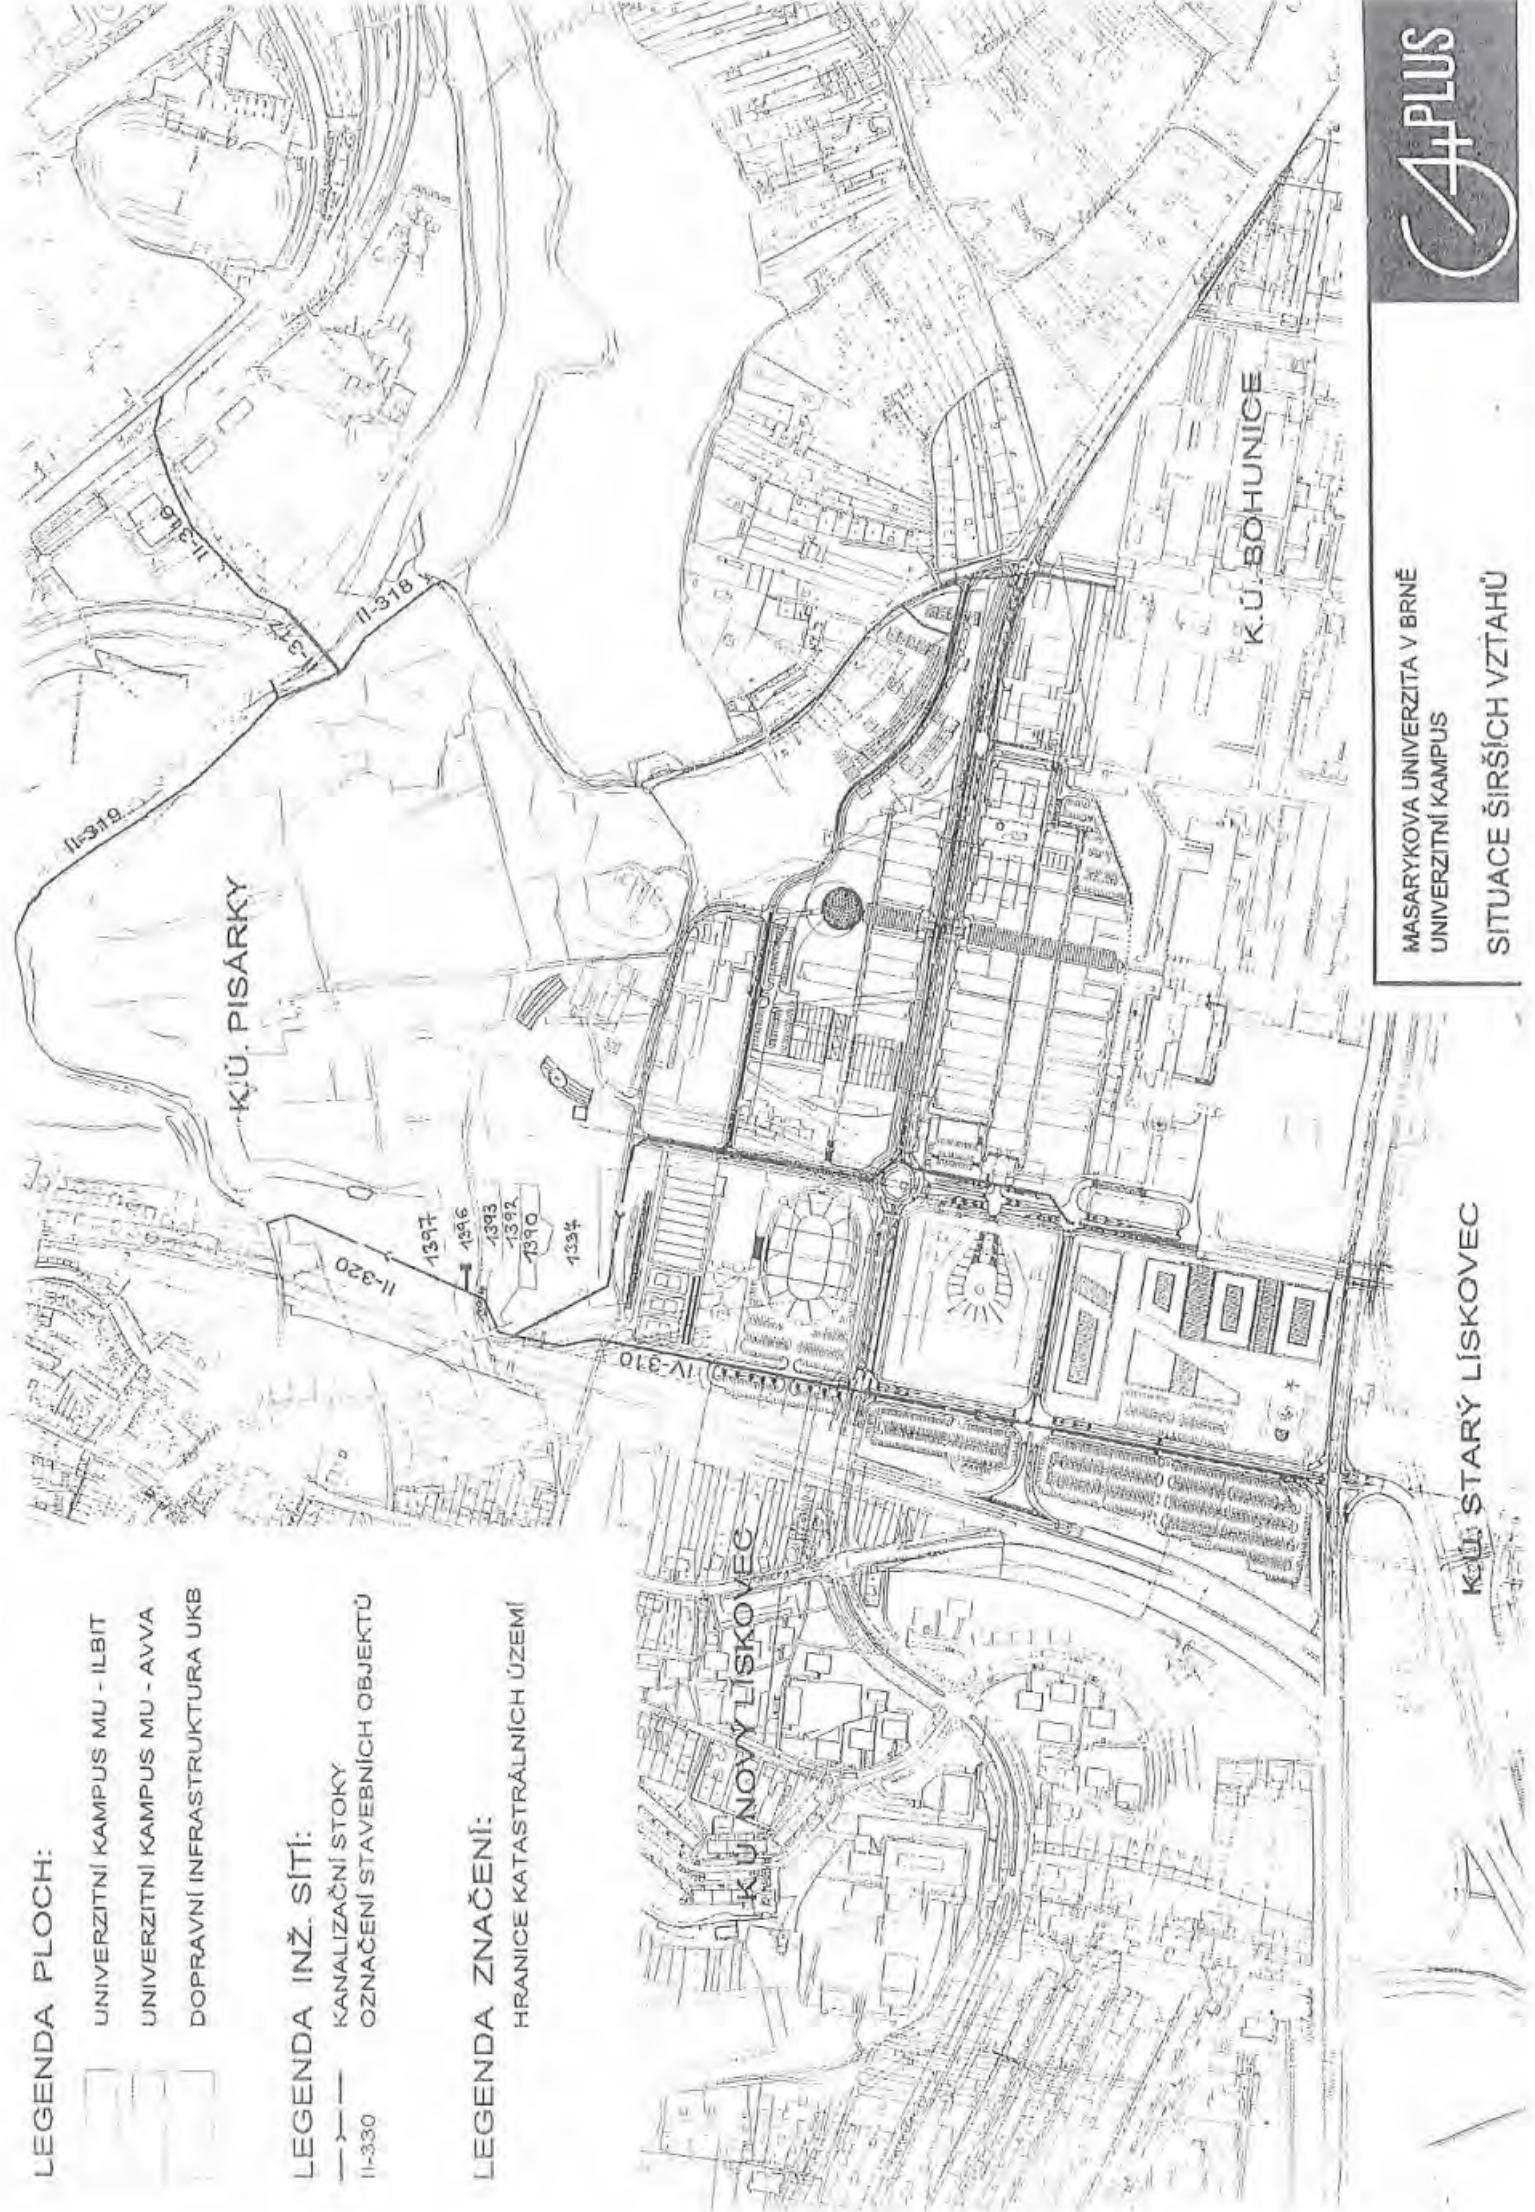 LEGENDA PLOCH:
UNIVERZITNÍ KAMPUS MU - ILBIT
UNIVERZITNÍ KAMPUS MU - AVVA
DOPRAVNÍ INFRASTRUKTURA UKB
LEGENDA INŽ. SÍTÍ:
KANALIZAČNÍ STOKY
II-330 OZNAČENÍ STAVEBNÍCH OBJEKTŮ
LEGENDA ZNAČENÍ:
HRANICE KATASTRÁLNÍCH ÚZEMÍ
K.Ú. PISÁRKY
II-319
II-316
II-317
II-318
II-320
1397
1396
1393
1392
1390
1337
IV-310
K.Ú. NOVÝ LÍSKOVEC
K.Ú. BOHUNICE
K.Ú. STARÝ LÍSKOVEC
MASARYKOVA UNIVERZITA V BRNĚ
UNIVERZITNÍ KAMPUS
SITUACE ŠIRŠÍCH VZTAHŮ
A PLUS